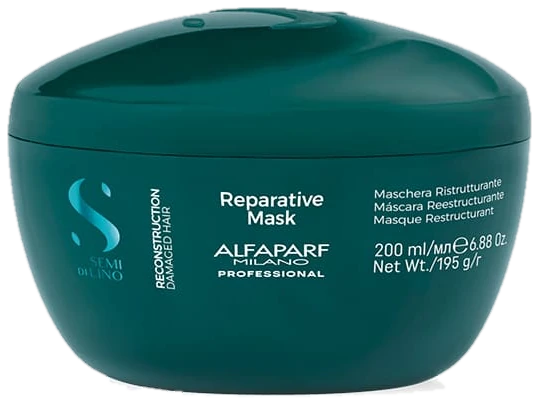 SEMI
DI LINO
RECONSTRUCTION
DAMAGED HAIR
Reparative
Mask
ALFAPARF
MILANO
PROFESSIONAL
Maschera Ristrutturante
Máscara Reestructurante
Masque Restructurant
200 ml/мл℮6.88 Oz.
Net Wt./195 g/г